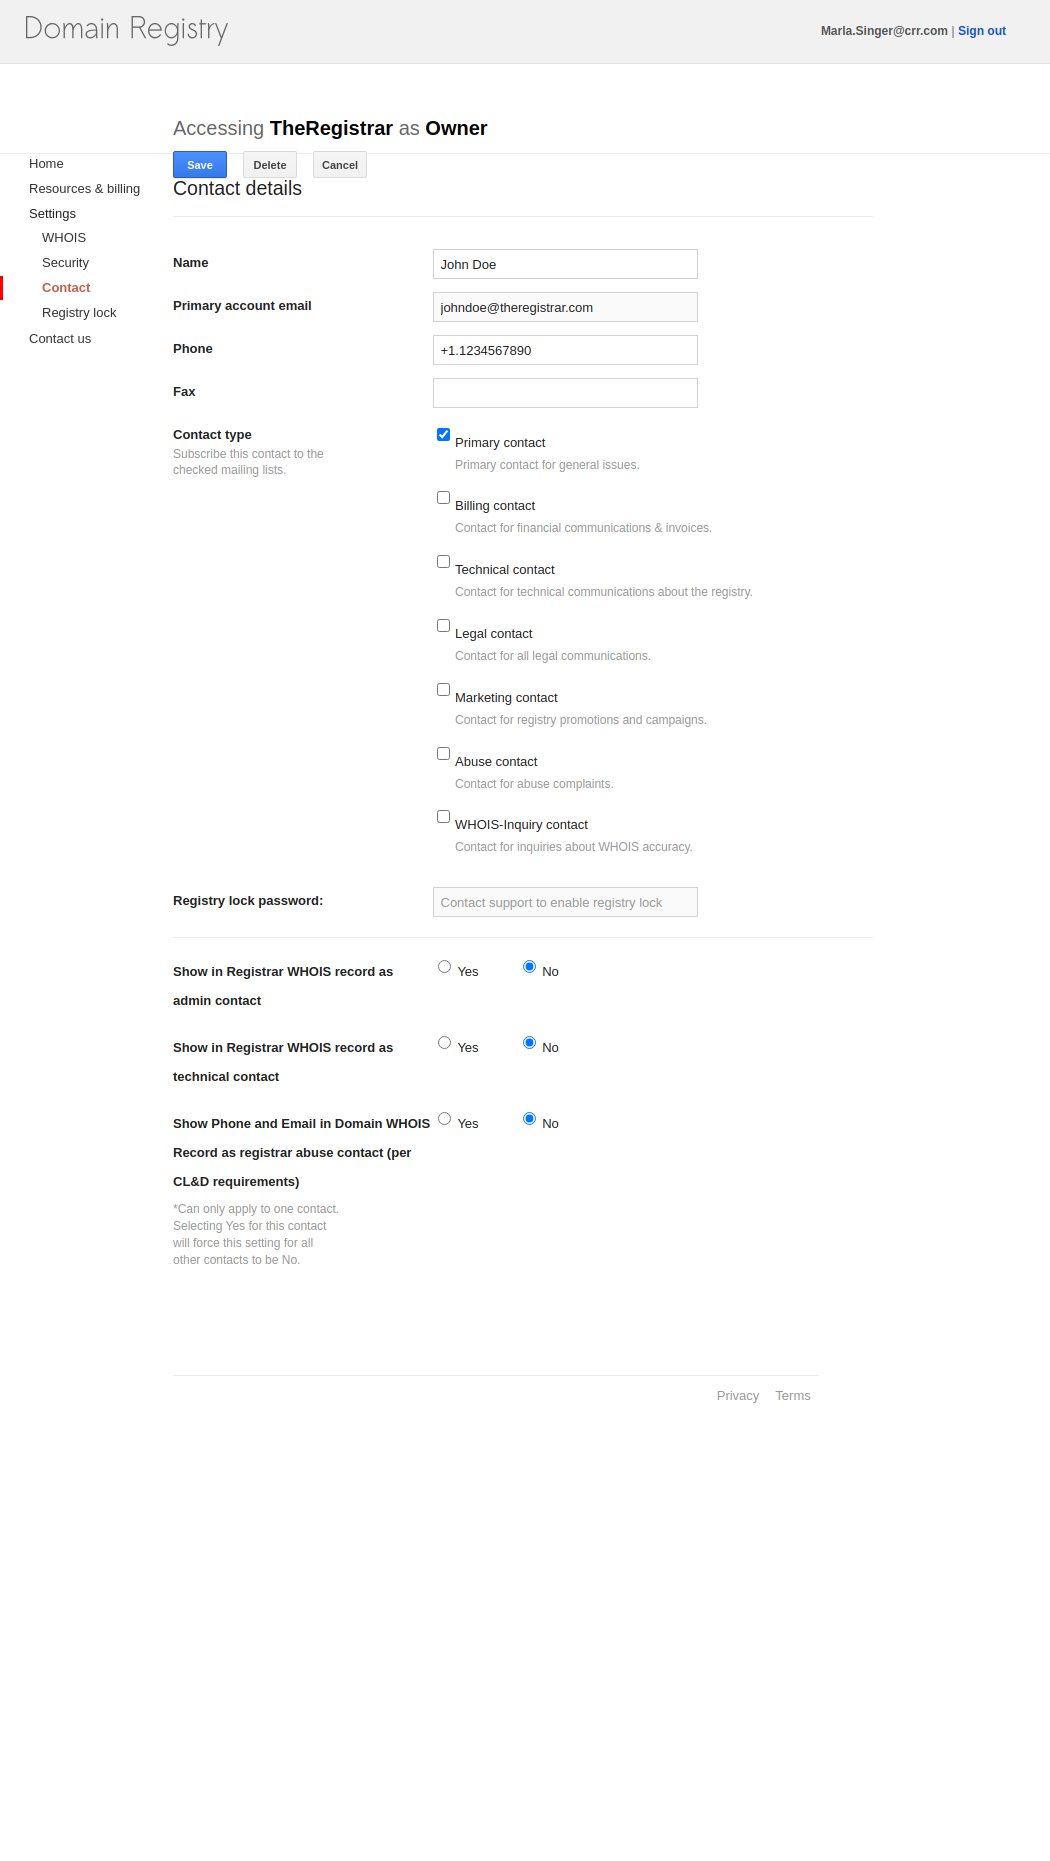 Domain Registry
Marla.Singer@crr.com | Sign out
Accessing TheRegistrar as Owner
Save Delete Cancel
Home
Resources & billing
Settings
WHOIS
Security
Contact
Registry lock
Contact us
Contact details
Name John Doe
Primary account email johndoe@theregistrar.com
Phone +1.1234567890
Fax
Contact type
Subscribe this contact to the
checked mailing lists.
Primary contact
Primary contact for general issues.
Billing contact
Contact for financial communications & invoices.
Technical contact
Contact for technical communications about the registry.
Legal contact
Contact for all legal communications.
Marketing contact
Contact for registry promotions and campaigns.
Abuse contact
Contact for abuse complaints.
WHOIS-Inquiry contact
Contact for inquiries about WHOIS accuracy.
Registry lock password: Contact support to enable registry lock
Show in Registrar WHOIS record as Yes No
admin contact
Show in Registrar WHOIS record as Yes No
technical contact
Show Phone and Email in Domain WHOIS Yes No
Record as registrar abuse contact (per
CL&D requirements)
*Can only apply to one contact.
Selecting Yes for this contact
will force this setting for all
other contacts to be No.
Privacy Terms